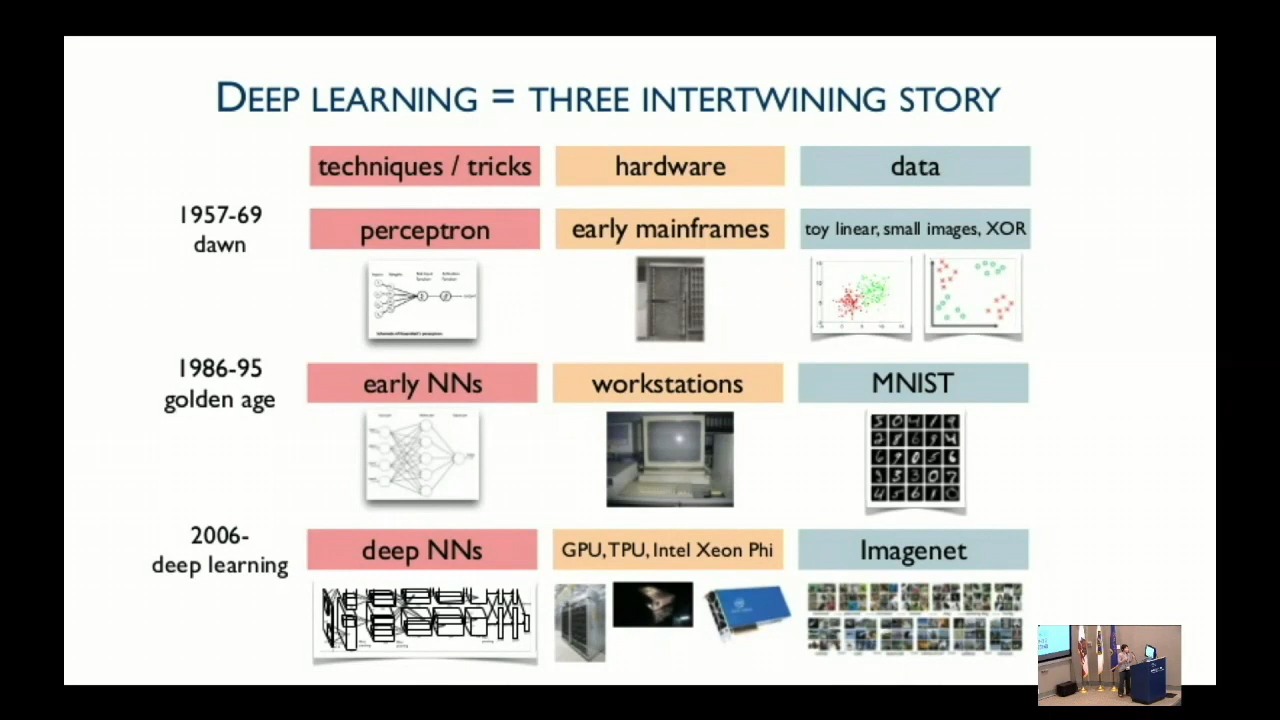 DEEP LEARNING = THREE INTERTWINING STORY
techniques / tricks
hardware
data
1957-69
dawn
perceptron
early mainframes
toy linear, small images, XOR
1986-95
golden age
early NNs
workstations
MNIST
2006-
deep learning
deep NNs
GPU, TPU, Intel Xeon Phi
Imagenet